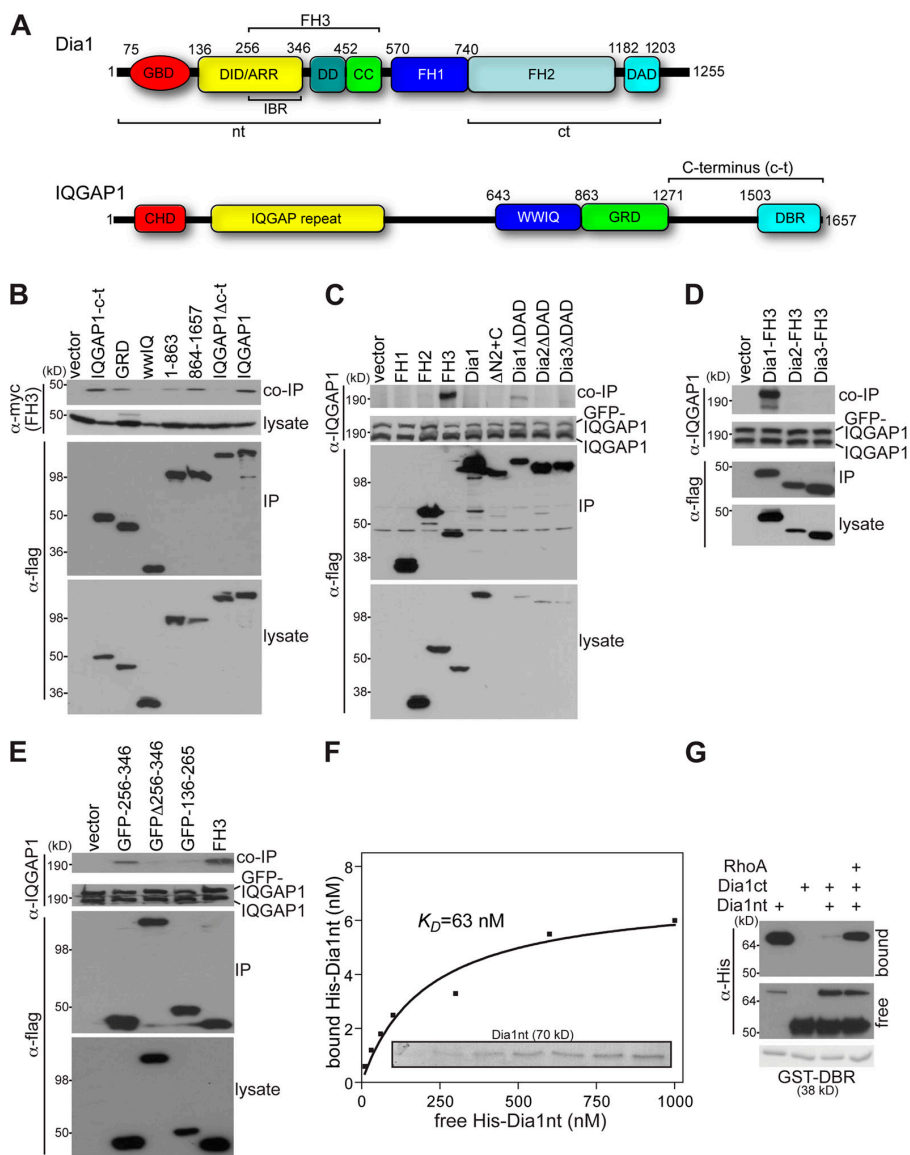 A
FH3
Dia1
75 136 256 346 452 570 740 1182 1203
1
GBD DID/ARR DD CC FH1 FH2 DAD
1255
IBR
nt
ct
C-terminus (c-t)
IQGAP1
643 863 1271 1503
1
CHD IQGAP repeat WWIQ GRD DBR
1657
B
vector IQGAP1-c-t GRD wwIQ 1-863 864-1657 IQGAP1Δc-t IQGAP1
(kD)
α-myc (FH3)
50 co-IP
50 lysate
98
50
36
IP
α-flag
98
50
36
lysate
C
vector FH1 FH2 FH3 Dia1 ΔN2+C Dia1ΔDAD Dia2ΔDAD Dia3ΔDAD
(kD)
α-IQGAP1
190 co-IP
GFP-IQGAP1
190 IQGAP1
98
50
38
IP
α-flag
98
50
38
lysate
D
vector Dia1-FH3 Dia2-FH3 Dia3-FH3
(kD)
α-IQGAP1
190 co-IP
GFP-IQGAP1
190 IQGAP1
50 IP
α-flag
50 lysate
E
vector GFP-256-346 GFPΔ256-346 GFP-136-265 FH3
(kD)
α-IQGAP1
190 co-IP
GFP-IQGAP1
190 IQGAP1
98
50
IP
α-flag
98
50
lysate
F
bound His-Dia1nt (nM)
8
6
4
2
0
KD=63 nM
Dia1nt (70 kD)
0 250 500 750 1000
free His-Dia1nt (nM)
G
RhoA +
Dia1ct + + +
Dia1nt + + +
(kD)
α-His
64 bound
64
50 free
GST-DBR
(38 kD)